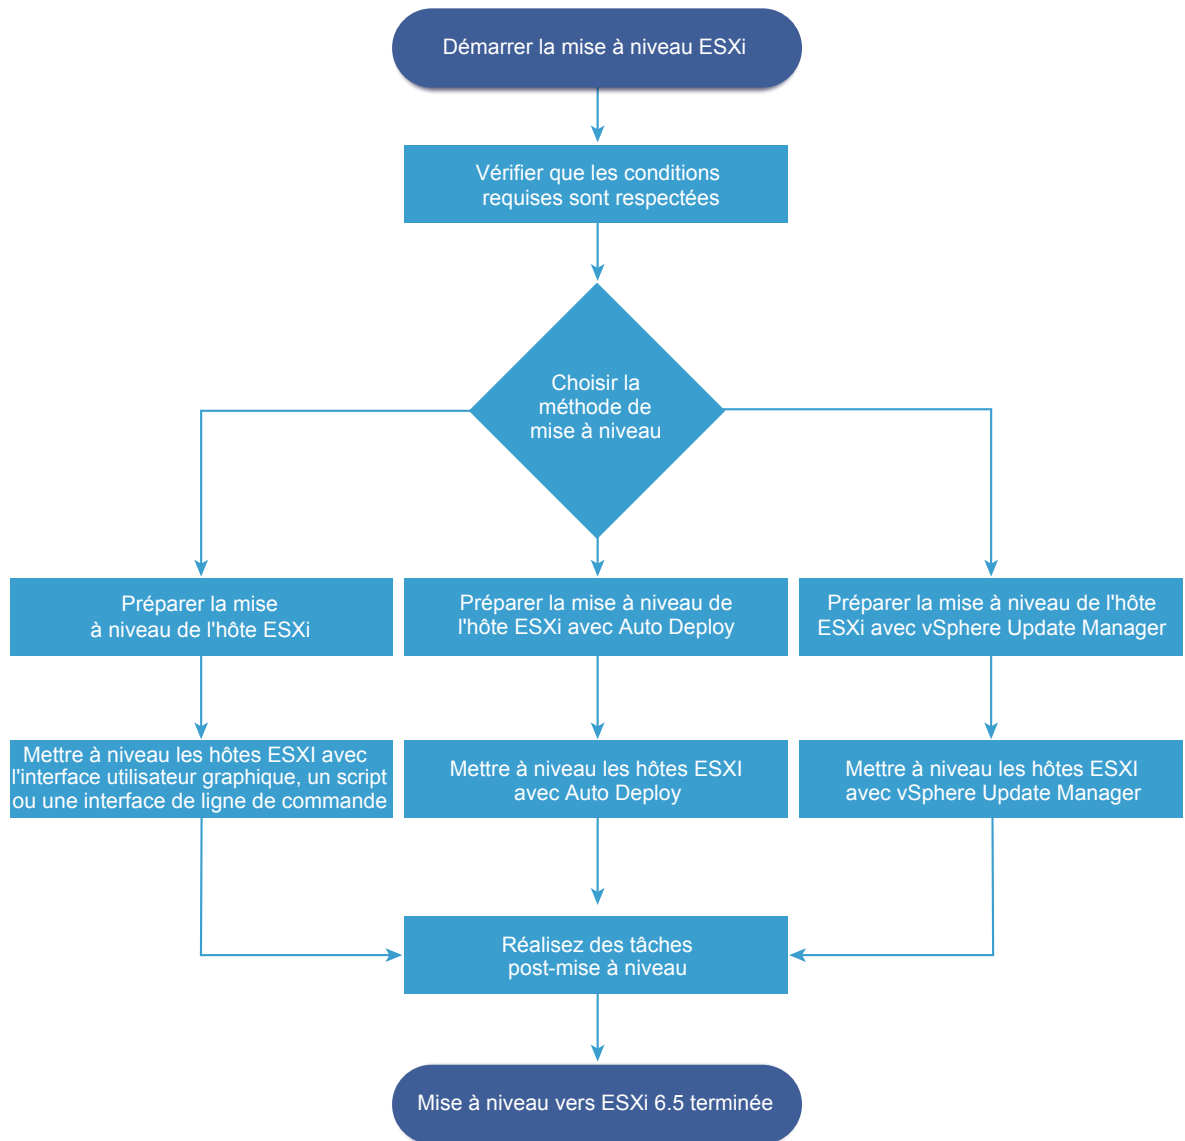 Démarrer la mise à niveau ESXi
Vérifier que les conditions
requises sont respectées
Choisir la
méthode de
mise à niveau
Préparer la mise
à niveau de l'hôte ESXi
Préparer la mise à niveau de
l'hôte ESXi avec Auto Deploy
Préparer la mise à niveau de l'hôte
ESXi avec vSphere Update Manager
Mettre à niveau les hôtes ESXI avec
l'interface utilisateur graphique, un script
ou une interface de ligne de commande
Mettre à niveau les hôtes ESXI
avec Auto Deploy
Mettre à niveau les hôtes ESXI
avec vSphere Update Manager
Réalisez des tâches
post-mise à niveau
Mise à niveau vers ESXi 6.5 terminée